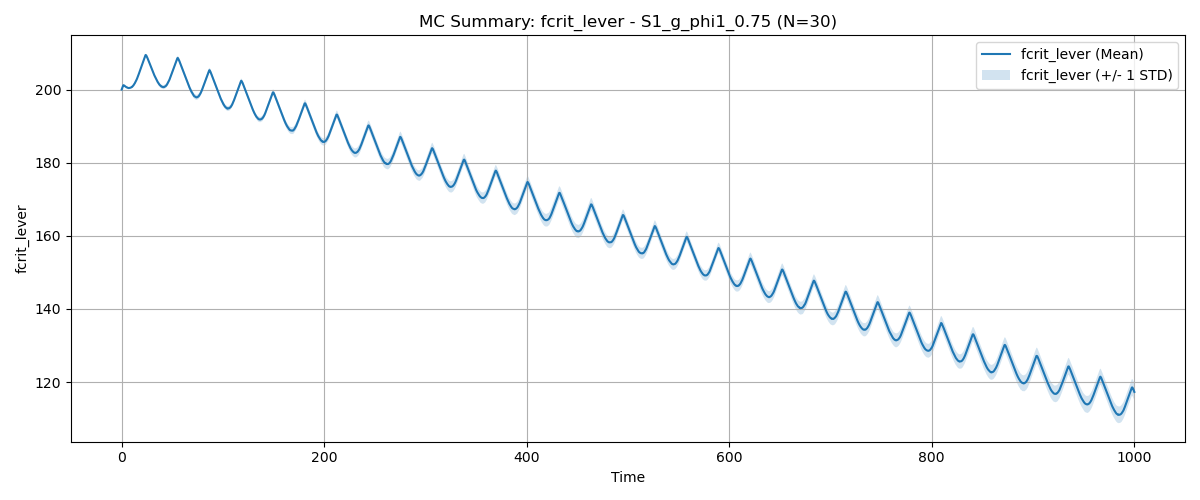 MC Summary: fcrit_lever - S1_g_phi1_0.75 (N=30)
fcrit_lever (Mean)
fcrit_lever (+/- 1 STD)
fcrit_lever
200
180
160
140
120
0
200
400
600
800
1000
Time